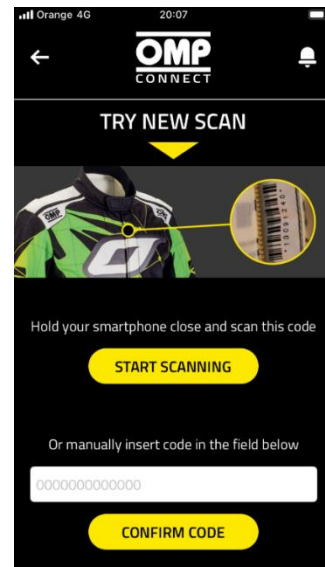 Orange 4G 20:07
OMP
CONNECT
TRY NEW SCAN
OMP
Hold your smartphone close and scan this code
START SCANNING
Or manually insert code in the field below
0000000000000
CONFIRM CODE